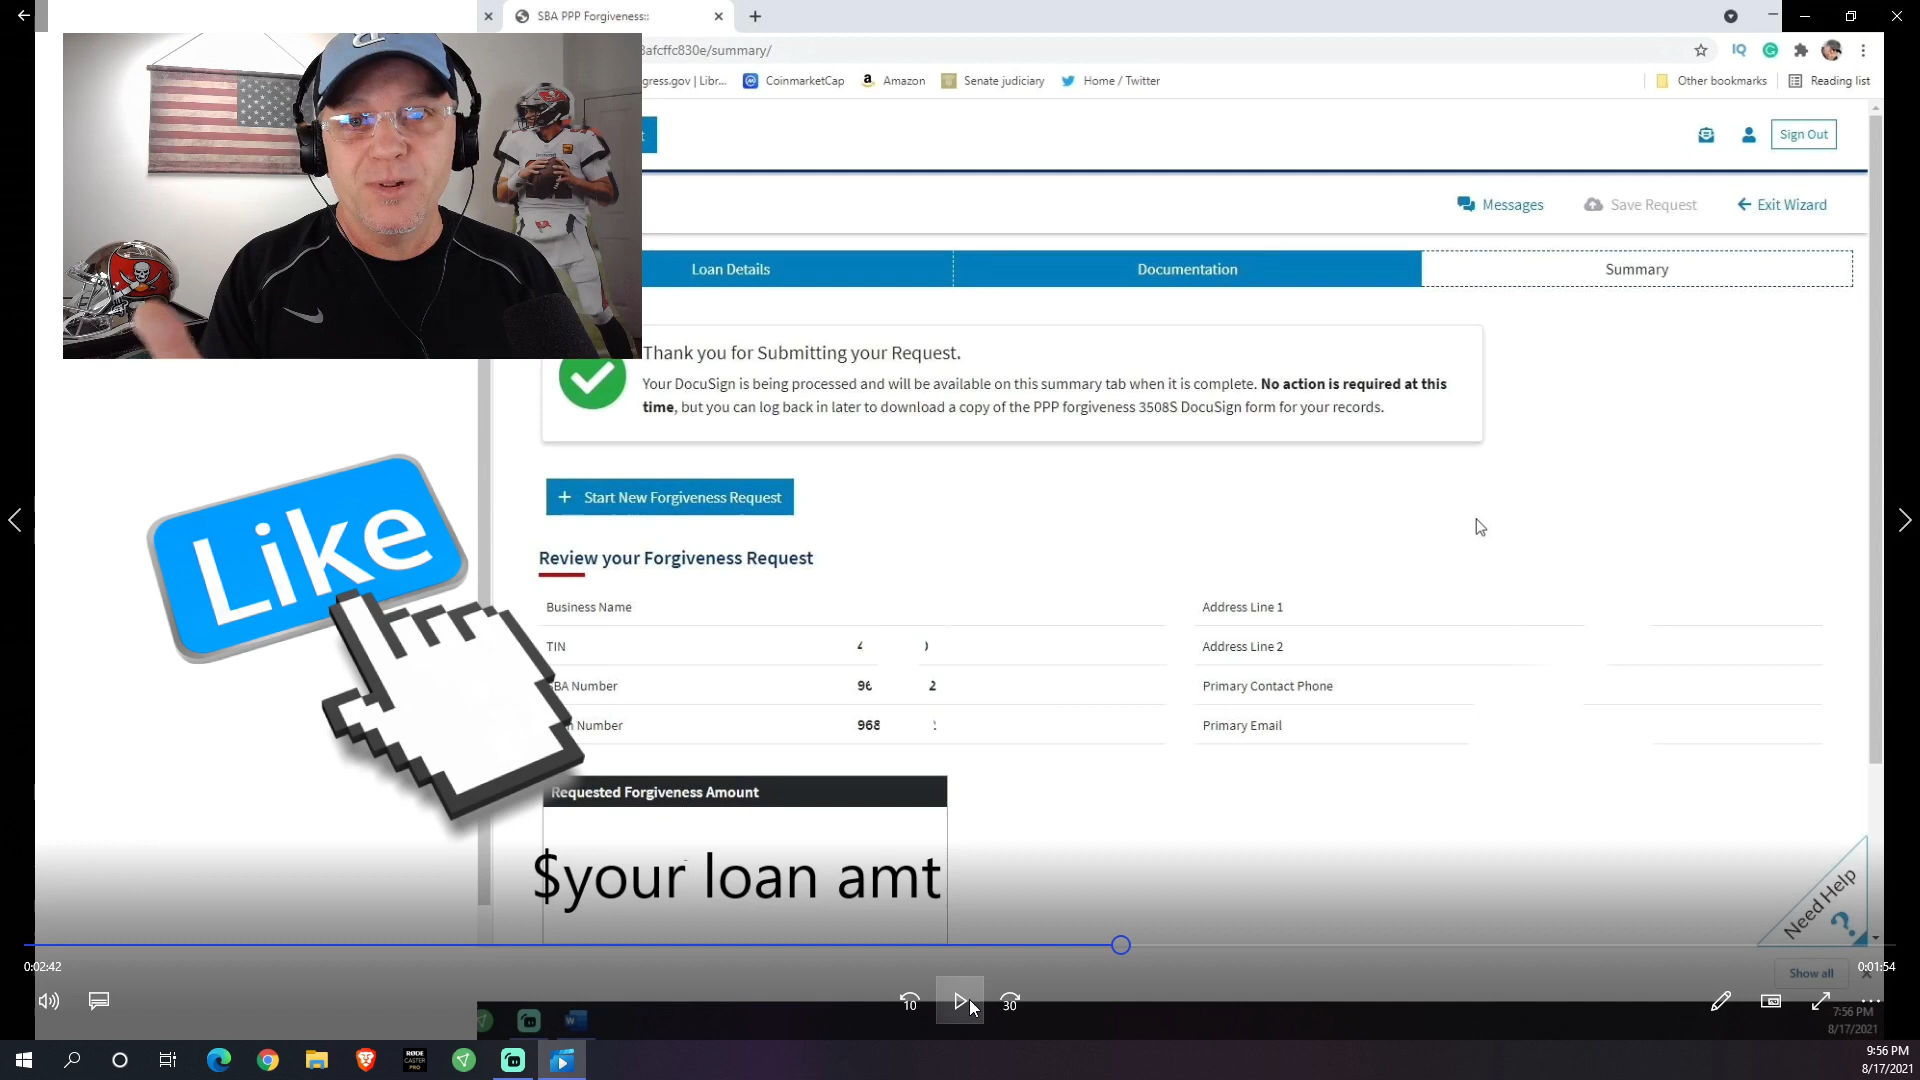 SBA PPP Forgiveness::
8afcffc830e/summary/
gress.gov | Libr...
CoinmarketCap
Amazon
Senate judiciary
Home / Twitter
Other bookmarks
Reading list
Sign Out
Messages
Save Request
Exit Wizard
Loan Details
Documentation
Summary
Thank you for Submitting your Request.
Your DocuSign is being processed and will be available on this summary tab when it is complete. No action is required at this
time, but you can log back in later to download a copy of the PPP forgiveness 3508S DocuSign form for your records.
Like
+ Start New Forgiveness Request
Review your Forgiveness Request
Business Name
Address Line 1
TIN
Address Line 2
BA Number
2
Primary Contact Phone
Number
968
Primary Email
Requested Forgiveness Amount
$your loan amt
Need Help
?
0:02:42
0:01:54
Show all
10
30
7:56 PM
8/17/2021
RØDE
CASTER
PRO
9:56 PM
8/17/2021